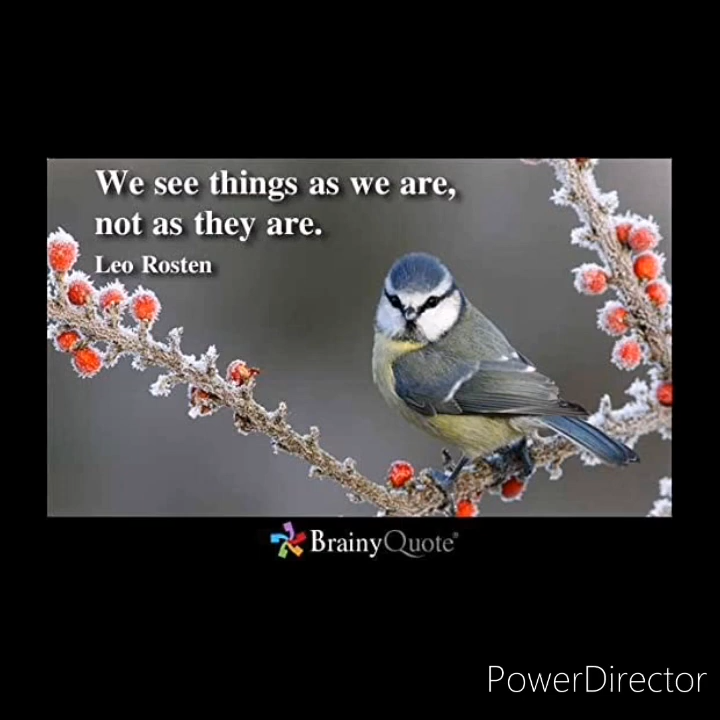 We see things as we are,
not as they are.
Leo Rosten
BrainyQuote®
PowerDirector